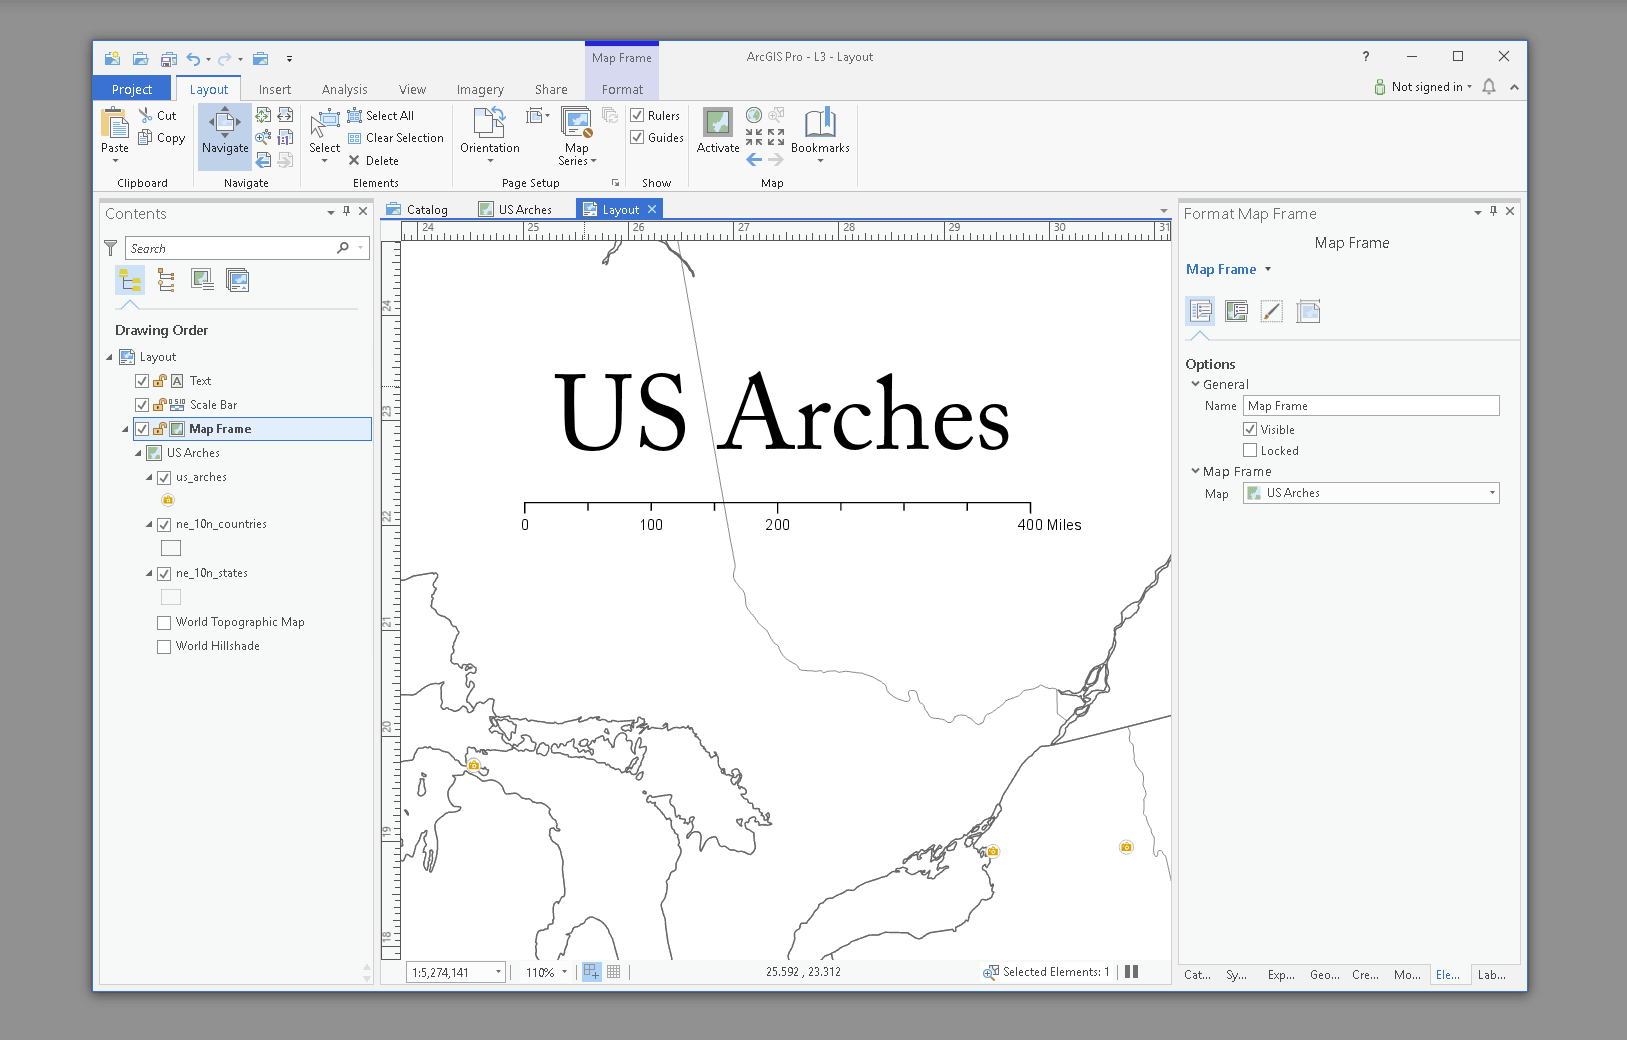 Map Frame
ArcGIS Pro - L3 - Layout
?
Project
Layout
Insert
Analysis
View
Imagery
Share
Format
Not signed in
Paste
Cut
Copy
Clipboard
Navigate
Navigate
Select
Select All
Clear Selection
Delete
Elements
Orientation
Map
Series
Page Setup
Rulers
Guides
Show
Activate
Bookmarks
Map
Contents
Search
Drawing Order
Layout
Text
Scale Bar
Map Frame
US Arches
us_arches
ne_10n_countries
ne_10n_states
World Topographic Map
World Hillshade
Catalog
US Arches
Layout
24 25 26 27 28 29 30 31
24
23
22
21
20
19
18
US Arches
0 100 200 400 Miles
1:5,274,141
110%
25.592 , 23.312
Selected Elements: 1
Format Map Frame
Map Frame
Map Frame
Options
General
Name Map Frame
Visible
Locked
Map Frame
Map US Arches
Cat... Sy... Exp... Geo... Cre... Mo... Ele... Lab...